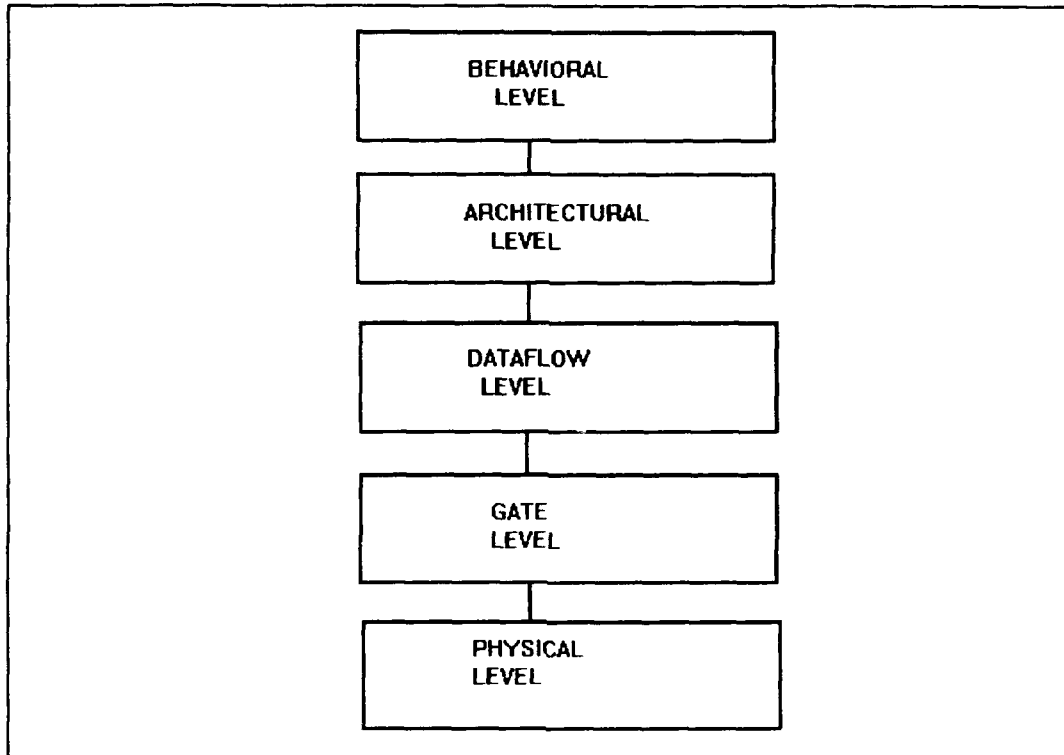 BEHAVIORAL
LEVEL
ARCHITECTURAL
LEVEL
DATAFLOW
LEVEL
GATE
LEVEL
PHYSICAL
LEVEL